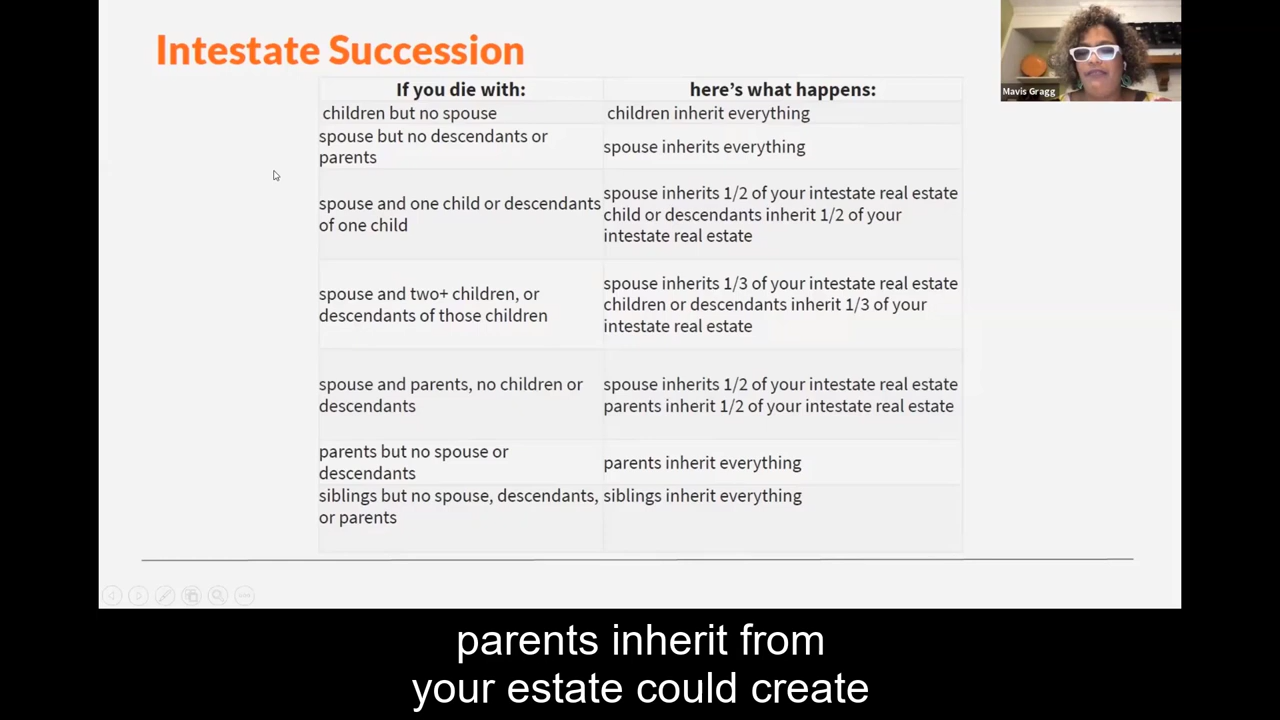 Intestate Succession
If you die with:
here's what happens:
children but no spouse
children inherit everything
spouse but no descendants or
parents
spouse inherits everything
spouse and one child or descendants
of one child
spouse inherits 1/2 of your intestate real estate
child or descendants inherit 1/2 of your
intestate real estate
spouse and two+ children, or
descendants of those children
spouse inherits 1/3 of your intestate real estate
children or descendants inherit 1/3 of your
intestate real estate
spouse and parents, no children or
descendants
spouse inherits 1/2 of your intestate real estate
parents inherit 1/2 of your intestate real estate
parents but no spouse or
descendants
parents inherit everything
siblings but no spouse, descendants,
or parents
siblings inherit everything
Mavis Gragg
parents inherit from
your estate could create